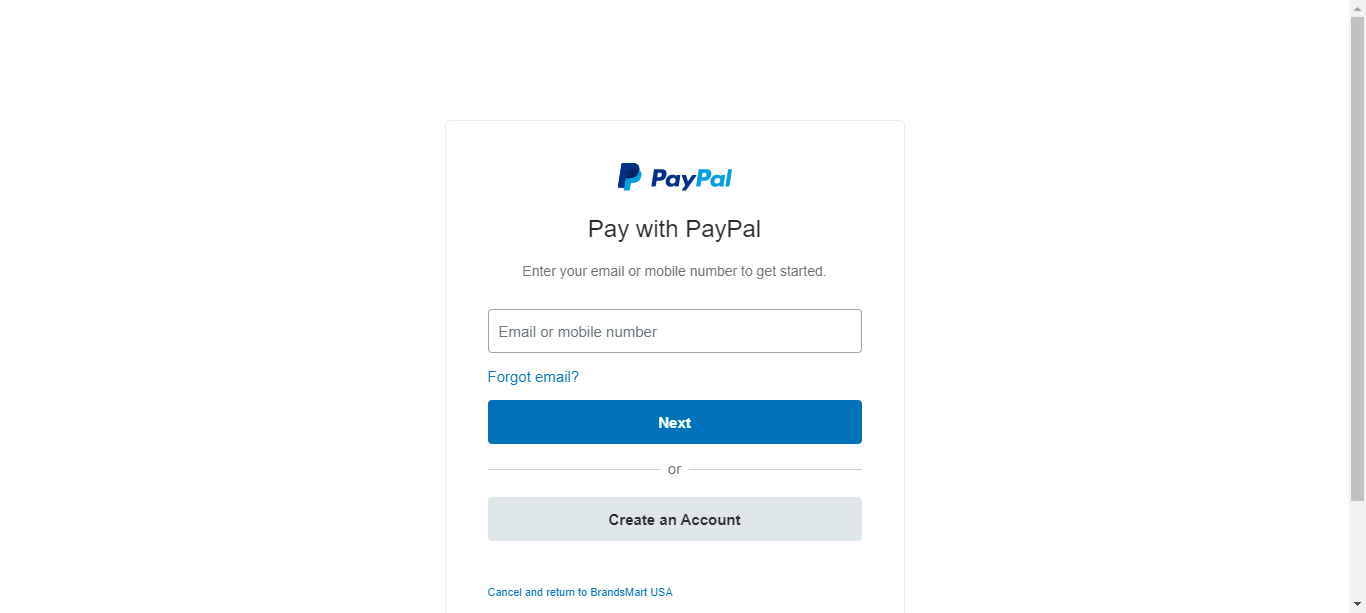 PayPal
Pay with PayPal
Enter your email or mobile number to get started.
Email or mobile number
Forgot email?
Next
or
Create an Account
Cancel and return to BrandsMart USA